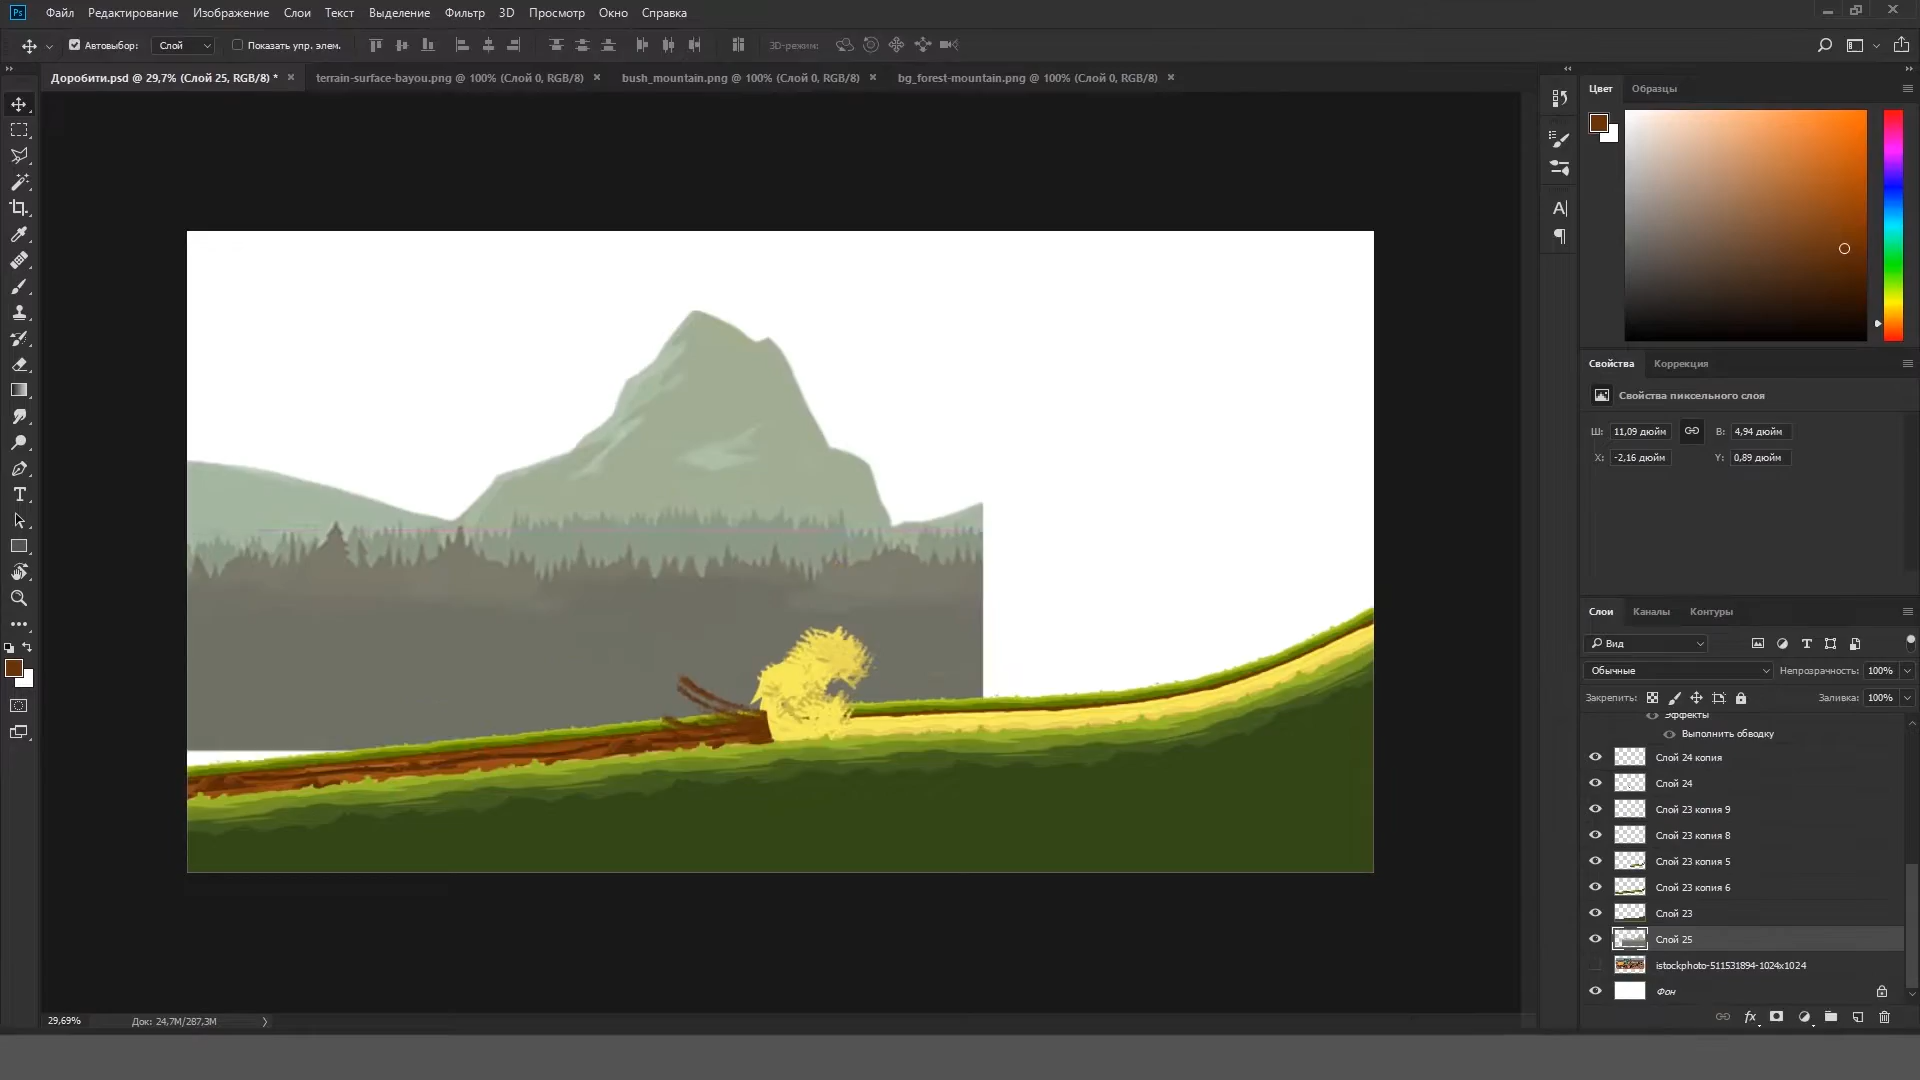 Ps Файл Редактирование Изображение Слои Текст Выделение Фильтр 3D Просмотр Окно Справка
Автовыбор: Слой Показать упр. элем. 3D-режим:
Доробити.psd @ 29,7% (Слой 25, RGB/8) * × terrain-surface-bayou.png @ 100% (Слой 0, RGB/8) × bush_mountain.png @ 100% (Слой 0, RGB/8) × bg_forest-mountain.png @ 100% (Слой 0, RGB/8) ×
Цвет Образцы
Свойства Коррекция
Свойства пиксельного слоя
Ш: 11,09 дюйм В: 4,94 дюйм
X: -2,16 дюйм Y: 0,89 дюйм
Слои Каналы Контуры
Вид
Обычные Непрозрачность: 100%
Закрепить: Заливка: 100%
Эффекты
Выполнить обводку
Слой 24 копия
Слой 24
Слой 23 копия 9
Слой 23 копия 8
Слой 23 копия 5
Слой 23 копия 6
Слой 23
Слой 25
istockphoto-511531894-1024x1024
Фон
fx
29,69% Док: 24,7M/287,3M